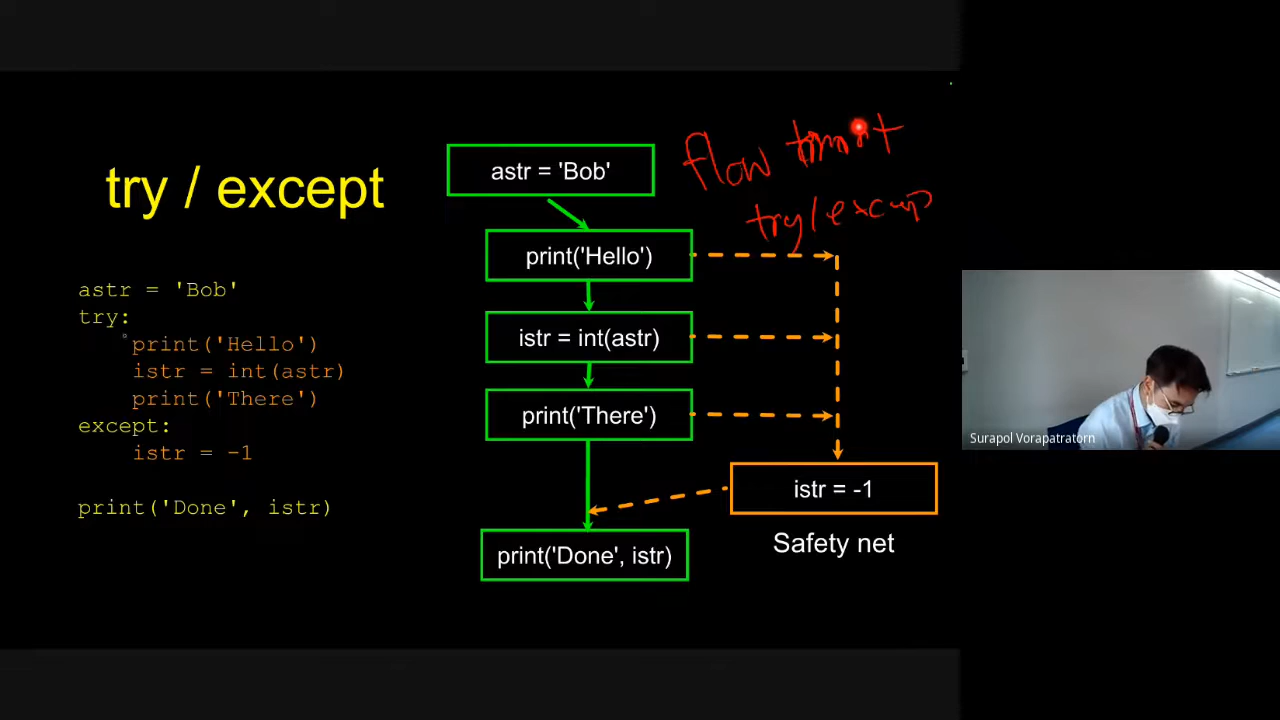 try / except
astr = 'Bob'
try:
print('Hello')
istr = int(astr)
print('There')
except:
istr = -1
print('Done', istr)
astr = 'Bob'
print('Hello')
istr = int(astr)
print('There')
istr = -1
Safety net
print('Done', istr)
flow
try/excep
Surapol Vorapatratorn